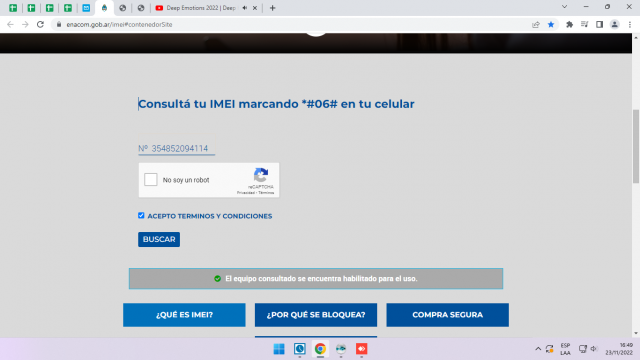 Deep Emotions 2022 | Deep
enacom.gob.ar/imei#contenedorSite
Consultá tu IMEI marcando *#06# en tu celular
Nº 354852094114
No soy un robot
reCAPTCHA
Privacidad - Términos
ACEPTO TERMINOS Y CONDICIONES
BUSCAR
El equipo consultado se encuentra habilitado para el uso.
¿QUÉ ES IMEI?
¿POR QUÉ SE BLOQUEA?
COMPRA SEGURA
ESP
LAA
16:49
23/11/2022